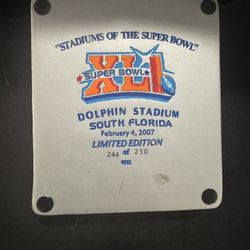 "STADIUMS OF THE SUPER BOWL"
SUPER BOWL
XLI
DOLPHIN STADIUM
SOUTH FLORIDA
February 4, 2007
LIMITED EDITION
244 of 250